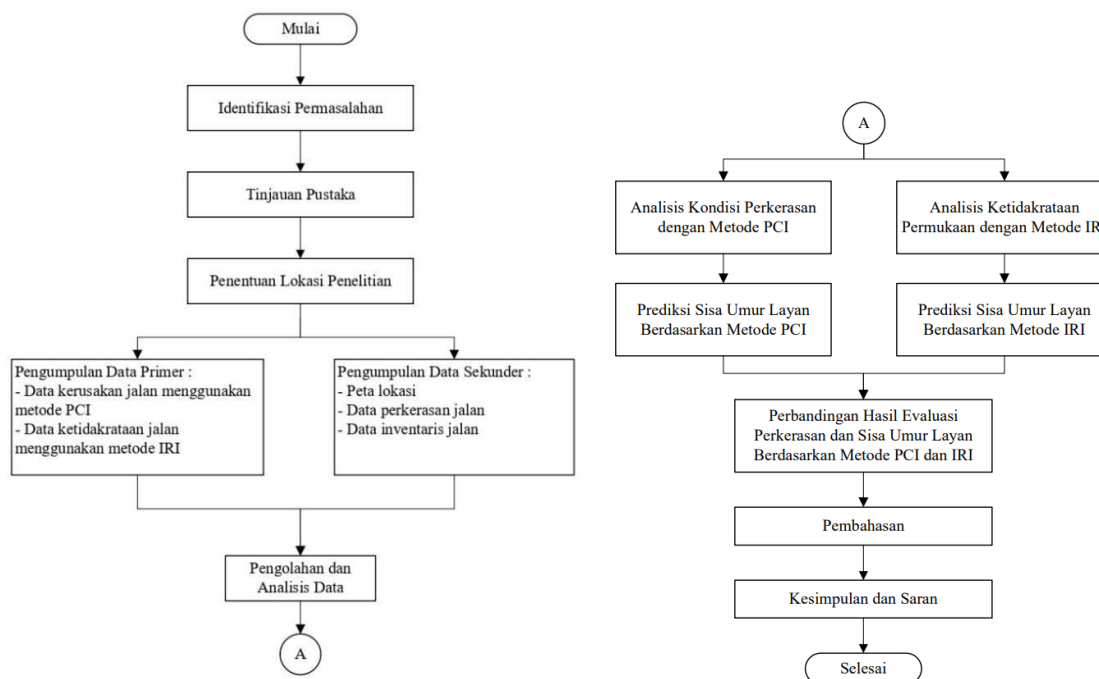 Mulai
Identifikasi Permasalahan
Tinjauan Pustaka
Penentuan Lokasi Penelitian
Pengumpulan Data Primer :
- Data kerusakan jalan menggunakan
metode PCI
- Data ketidakrataan jalan
menggunakan metode IRI
Pengumpulan Data Sekunder :
- Peta lokasi
- Data perkerasan jalan
- Data inventaris jalan
Pengolahan dan
Analisis Data
A
A
Analisis Kondisi Perkerasan
dengan Metode PCI
Analisis Ketidakrataan
Permukaan dengan Metode IR
Prediksi Sisa Umur Layan
Berdasarkan Metode PCI
Prediksi Sisa Umur Layan
Berdasarkan Metode IRI
Perbandingan Hasil Evaluasi
Perkerasan dan Sisa Umur Layan
Berdasarkan Metode PCI dan IRI
Pembahasan
Kesimpulan dan Saran
Selesai